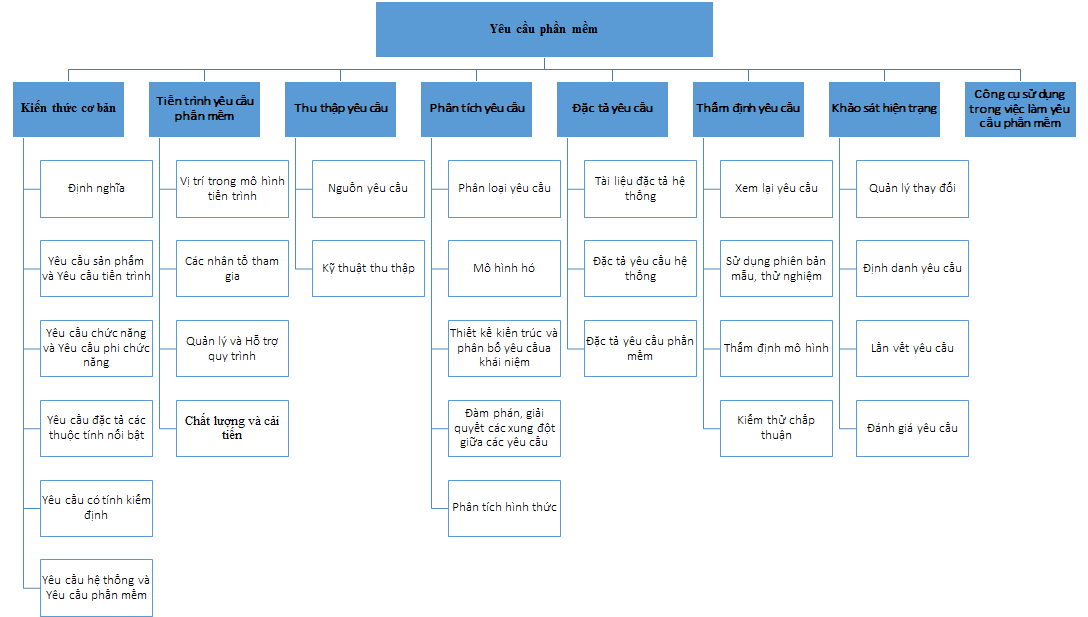 Yêu cầu phần mềm
Kiến thức cơ bản
Tiến trình yêu cầu
phần mềm
Thu thập yêu cầu
Phân tích yêu cầu
Đặc tả yêu cầu
Thẩm định yêu cầu
Khảo sát hiện trạng
Công cụ sử dụng
trong việc làm yêu
cầu phần mềm
Định nghĩa
Yêu cầu sản phẩm
và Yêu cầu tiến trình
Yêu cầu chức năng
và Yêu cầu phi chức
năng
Yêu cầu đặc tả các
thuộc tính nổi bật
Yêu cầu có tính kiểm
định
Yêu cầu hệ thống và
Yêu cầu phần mềm
Vị trí trong mô hình
tiến trình
Các nhân tố tham
gia
Quản lý và Hỗ trợ
quy trình
Chất lượng và cải
tiến
Nguồn yêu cầu
Kỹ thuật thu thập
Phân loại yêu cầu
Mô hình hó
Thiết kế kiến trúc và
phân bổ yêu cầua
khái niệm
Đàm phán, giải
quyết các xung đột
giữa các yêu cầu
Phân tích hình thức
Tài liệu đặc tả hệ
thống
Đặc tả yêu cầu hệ
thống
Đặc tả yêu cầu phần
mềm
Xem lại yêu cầu
Sử dụng phiên bản
mẫu, thử nghiệm
Thẩm định mô hình
Kiểm thử chấp
thuận
Quản lý thay đổi
Định danh yêu cầu
Lần vết yêu cầu
Đánh giá yêu cầu